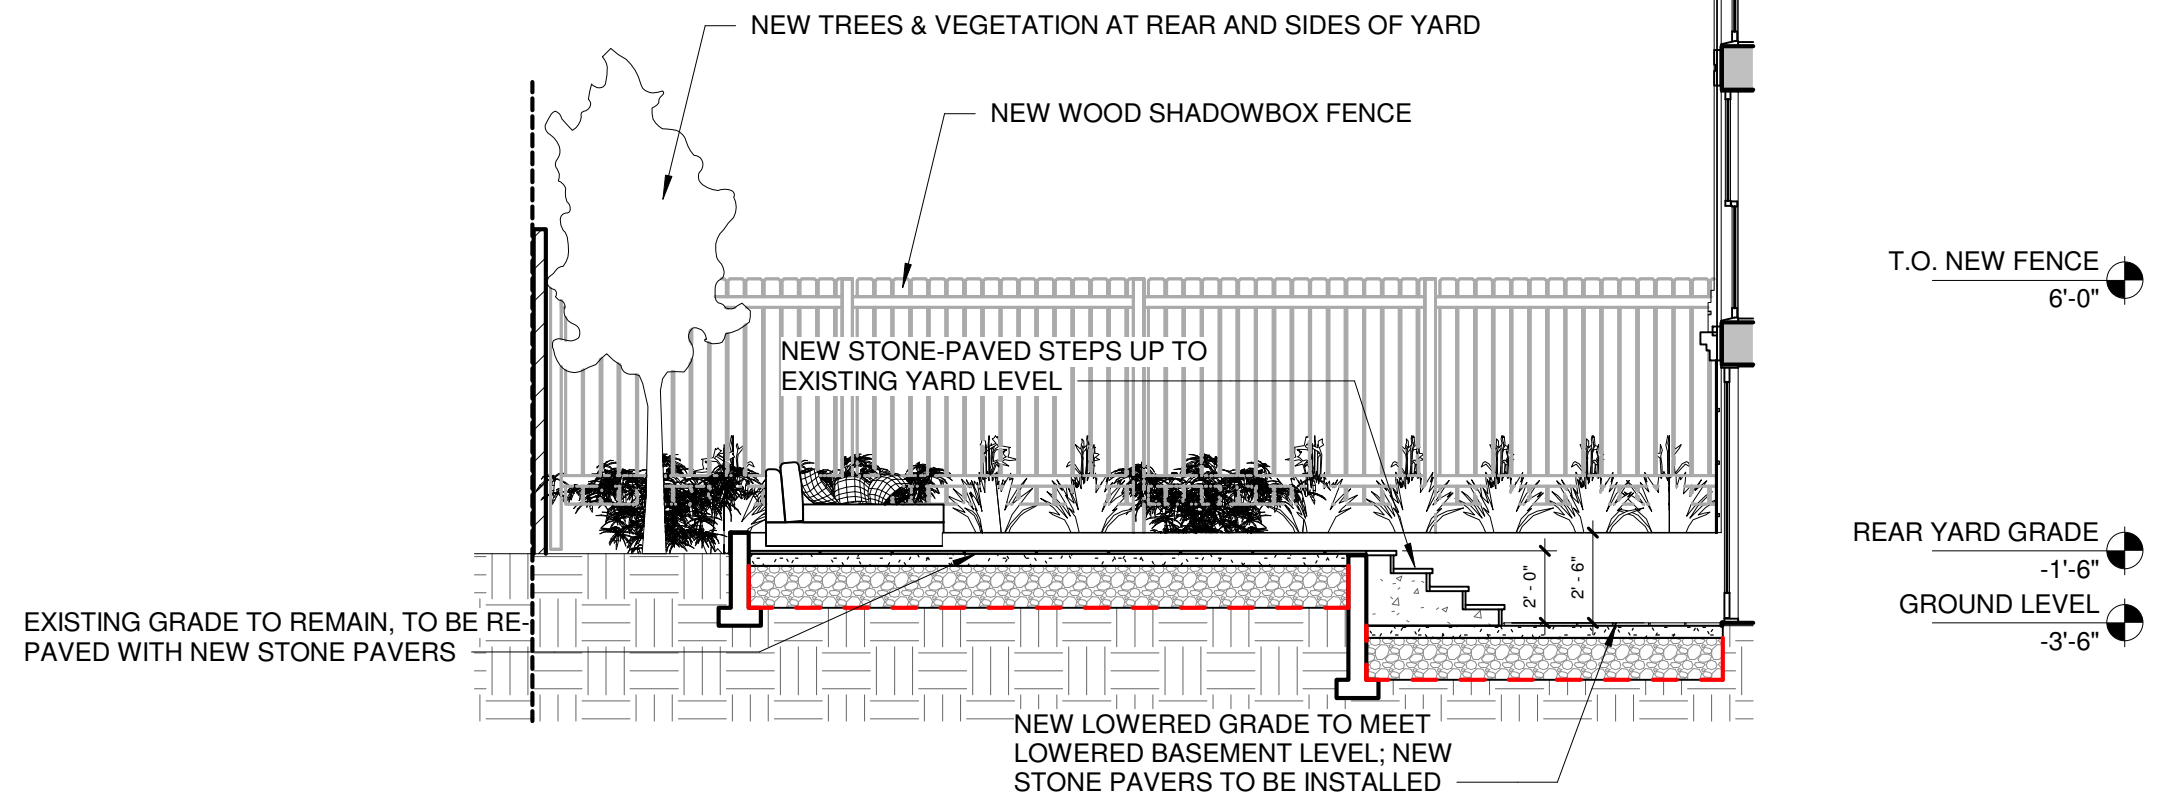 NEW TREES & VEGETATION AT REAR AND SIDES OF YARD
NEW WOOD SHADOWBOX FENCE
T.O. NEW FENCE
6'-0"
NEW STONE-PAVED STEPS UP TO
EXISTING YARD LEVEL
REAR YARD GRADE
-1'-6"
2' - 0"
2' - 6"
GROUND LEVEL
-3'-6"
EXISTING GRADE TO REMAIN, TO BE RE-
PAVED WITH NEW STONE PAVERS
NEW LOWERED GRADE TO MEET
LOWERED BASEMENT LEVEL; NEW
STONE PAVERS TO BE INSTALLED